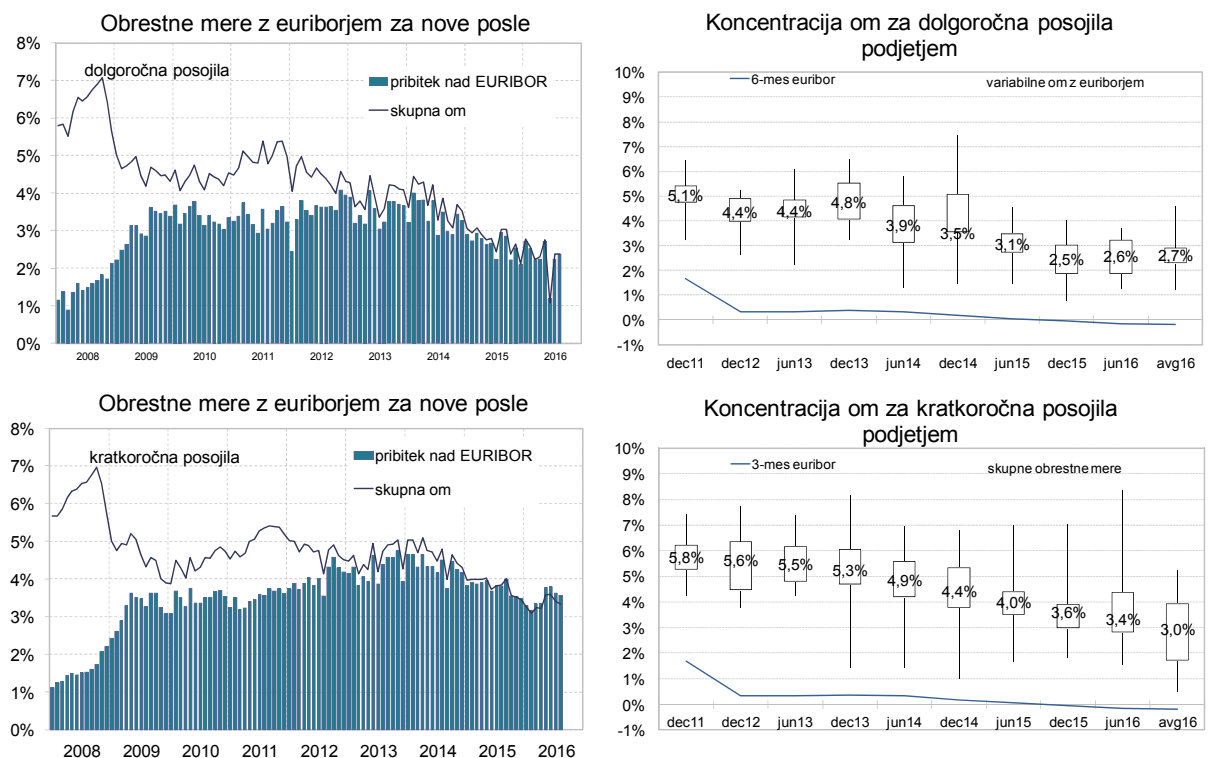 Obrestne mere z euriborjem za nove posle
8%
7%
6%
5%
4%
3%
2%
1%
0%
dolgoročna posojila
pribitek nad EURIBOR
skupna om
2008 2009 2010 2011 2012 2013 2014 2015 2016
Koncentracija om za dolgoročna posojila
podjetjem
10%
9%
8%
7%
6%
5%
4%
3%
2%
1%
0%
-1%
6-mes euribor
variabilne om z euriborjem
5,1% 4,4% 4,4% 4,8% 3,9% 3,5% 3,1% 2,5% 2,6% 2,7%
dec11 dec12 jun13 dec13 jun14 dec14 jun15 dec15 jun16 avg16
Obrestne mere z euriborjem za nove posle
8%
7%
6%
5%
4%
3%
2%
1%
0%
kratkoročna posojila
pribitek nad EURIBOR
skupna om
2008 2009 2010 2011 2012 2013 2014 2015 2016
Koncentracija om za kratkoročna posojila
podjetjem
10%
9%
8%
7%
6%
5%
4%
3%
2%
1%
0%
-1%
3-mes euribor
skupne obrestne mere
5,8% 5,6% 5,5% 5,3% 4,9% 4,4% 4,0% 3,6% 3,4% 3,0%
dec11 dec12 jun13 dec13 jun14 dec14 jun15 dec15 jun16 avg16